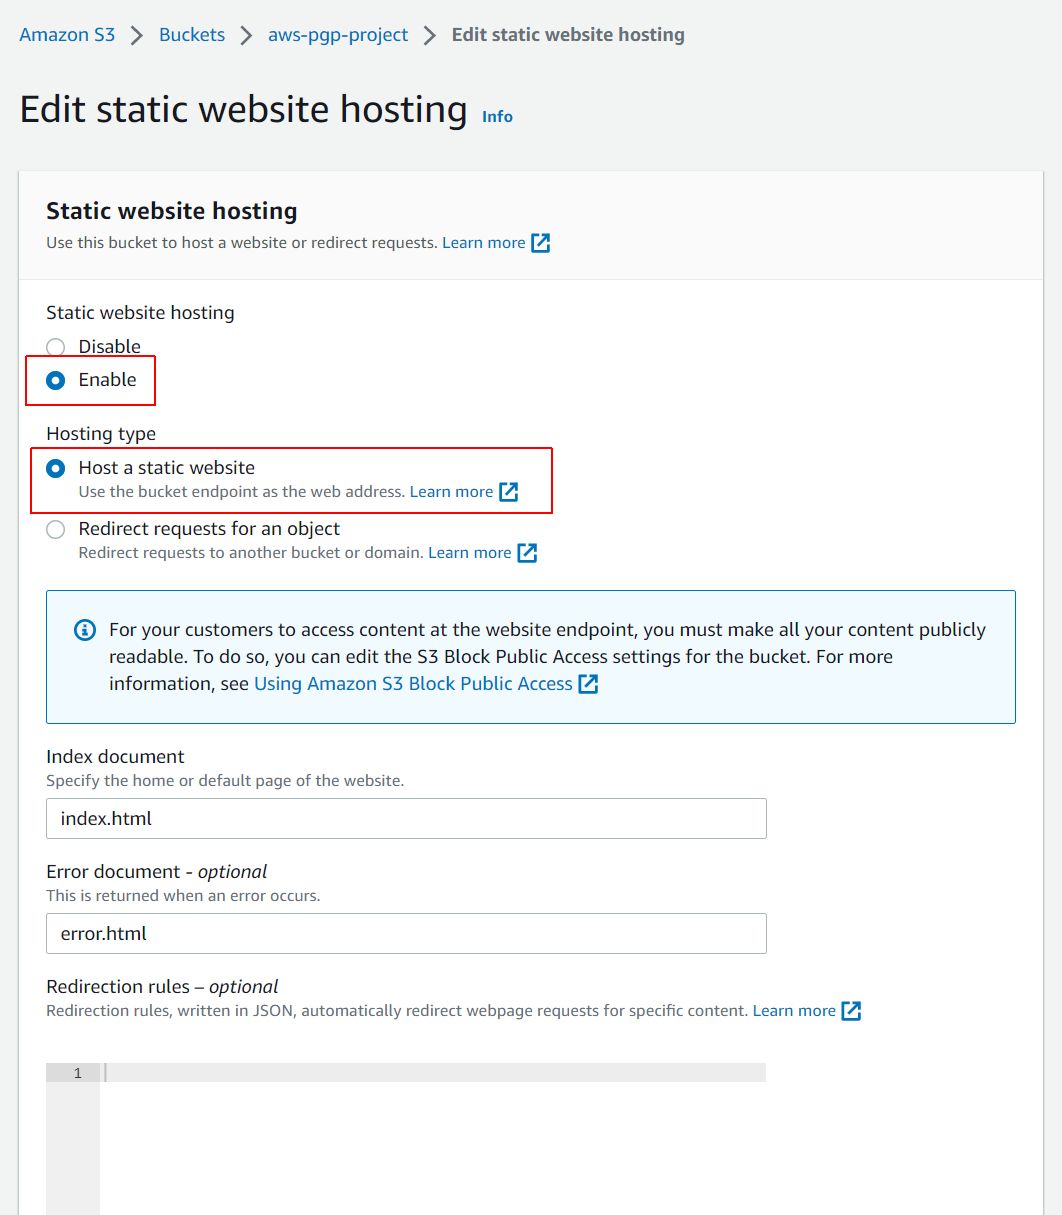 Amazon S3 > Buckets > aws-pgp-project > Edit static website hosting
Edit static website hosting Info
Static website hosting
Use this bucket to host a website or redirect requests. Learn more
Static website hosting
Disable
Enable
Hosting type
Host a static website
Use the bucket endpoint as the web address. Learn more
Redirect requests for an object
Redirect requests to another bucket or domain. Learn more
For your customers to access content at the website endpoint, you must make all your content publicly
readable. To do so, you can edit the S3 Block Public Access settings for the bucket. For more
information, see Using Amazon S3 Block Public Access
Index document
Specify the home or default page of the website.
index.html
Error document - optional
This is returned when an error occurs.
error.html
Redirection rules – optional
Redirection rules, written in JSON, automatically redirect webpage requests for specific content. Learn more
1